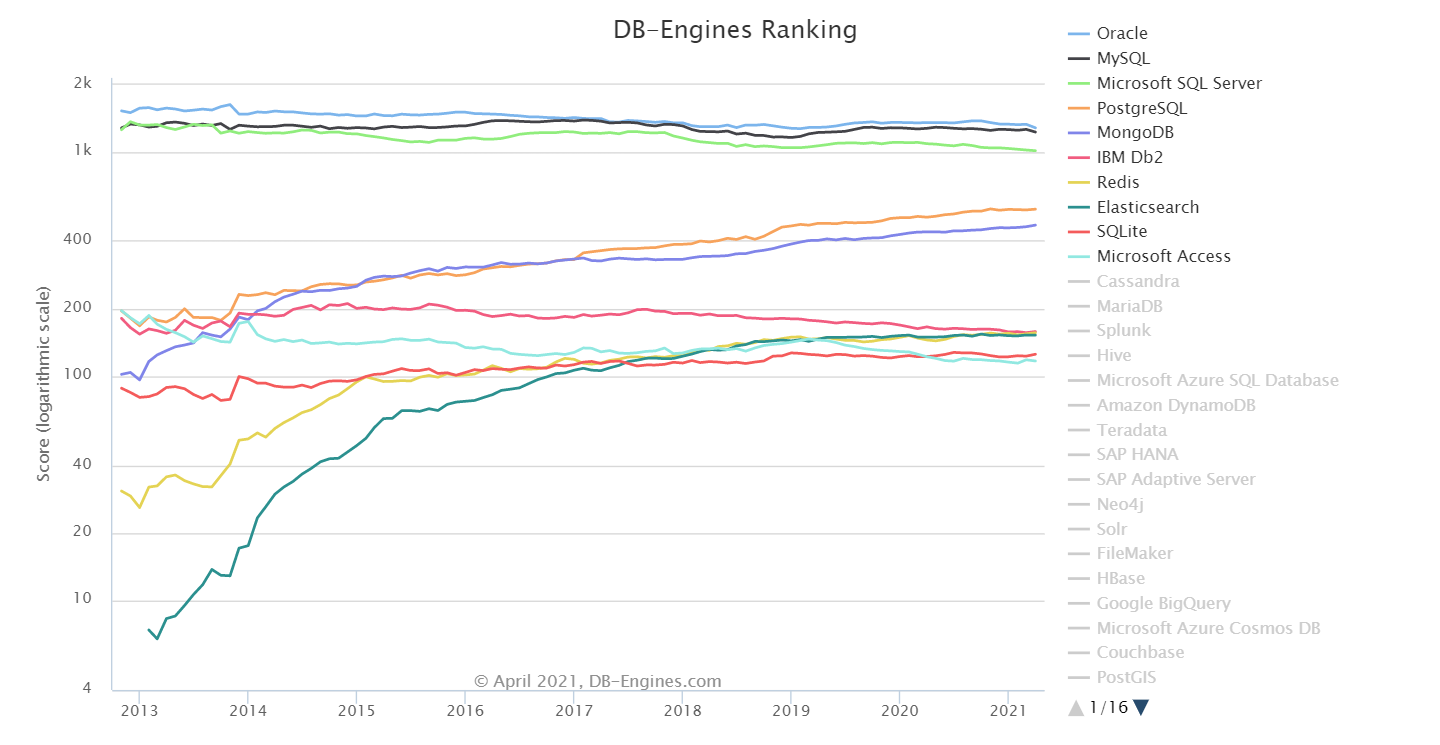 DB-Engines Ranking
Score (logarithmic scale)
2k
1k
400
200
100
40
20
10
4
2013
2014
2015
2016
2017
2018
2019
2020
2021
© April 2021, DB-Engines.com
Oracle
MySQL
Microsoft SQL Server
PostgreSQL
MongoDB
IBM Db2
Redis
Elasticsearch
SQLite
Microsoft Access
Cassandra
MariaDB
Splunk
Hive
Microsoft Azure SQL Database
Amazon DynamoDB
Teradata
SAP HANA
SAP Adaptive Server
Neo4j
Solr
FileMaker
HBase
Google BigQuery
Microsoft Azure Cosmos DB
Couchbase
PostGIS
1/16